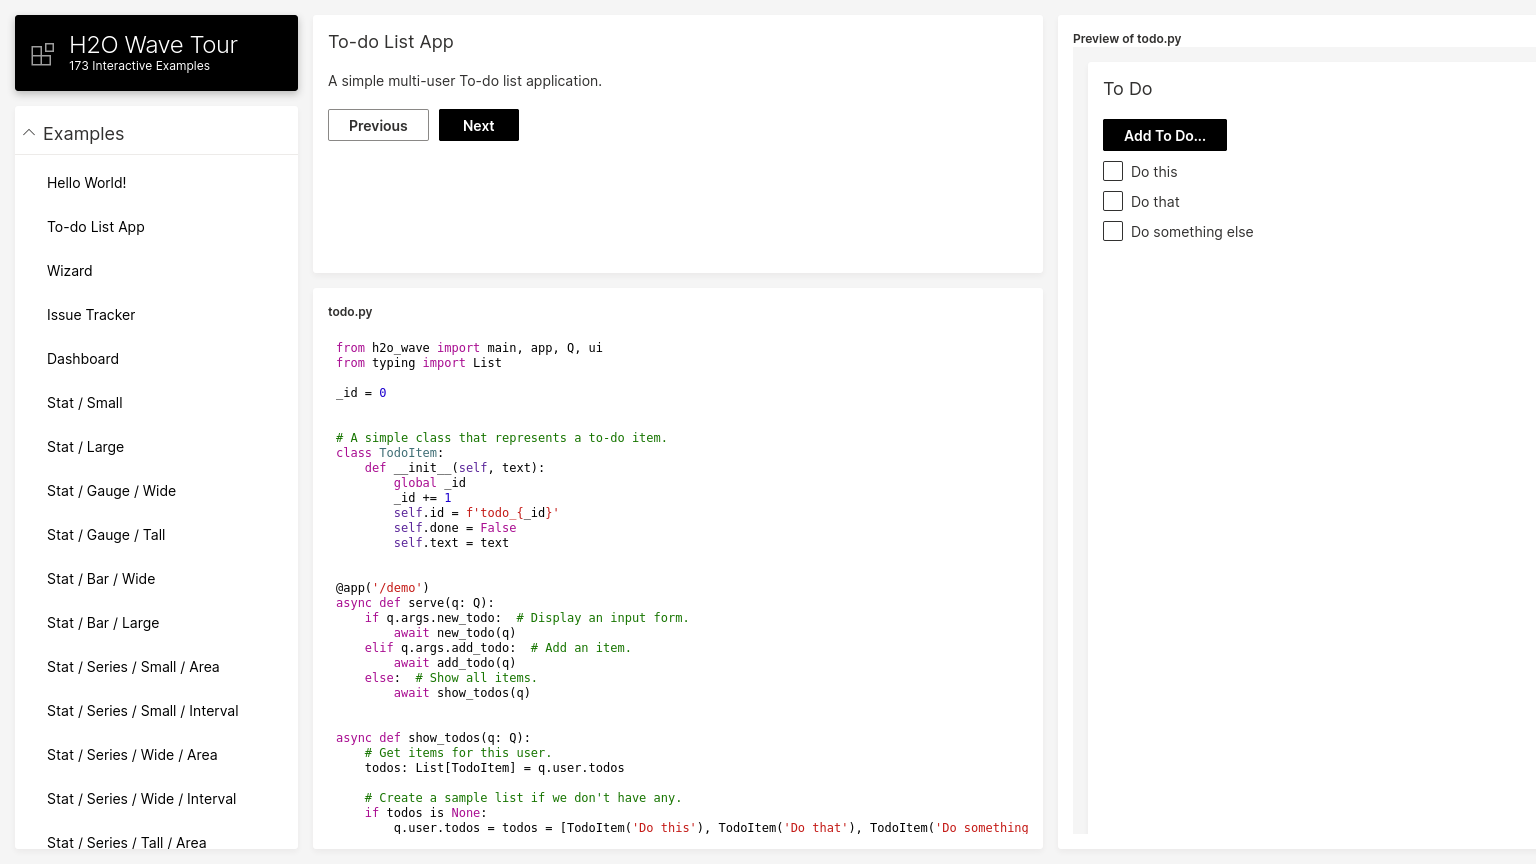 H2O Wave Tour
173 Interactive Examples
Examples
Hello World!
To-do List App
Wizard
Issue Tracker
Dashboard
Stat / Small
Stat / Large
Stat / Gauge / Wide
Stat / Gauge / Tall
Stat / Bar / Wide
Stat / Bar / Large
Stat / Series / Small / Area
Stat / Series / Small / Interval
Stat / Series / Wide / Area
Stat / Series / Wide / Interval
Stat / Series / Tall / Area
To-do List App
A simple multi-user To-do list application.
Previous
Next
todo.py
from h2o_wave import main, app, Q, ui
from typing import List
_id = 0
# A simple class that represents a to-do item.
class TodoItem:
    def __init__(self, text):
        global _id
        _id += 1
        self.id = f'todo_{_id}'
        self.done = False
        self.text = text
@app('/demo')
async def serve(q: Q):
    if q.args.new_todo:  # Display an input form.
        await new_todo(q)
    elif q.args.add_todo:  # Add an item.
        await add_todo(q)
    else:  # Show all items.
        await show_todos(q)
async def show_todos(q: Q):
    # Get items for this user.
    todos: List[TodoItem] = q.user.todos
    # Create a sample list if we don't have any.
    if todos is None:
        q.user.todos = todos = [TodoItem('Do this'), TodoItem('Do that'), TodoItem('Do something
Preview of todo.py
To Do
Add To Do...
Do this
Do that
Do something else